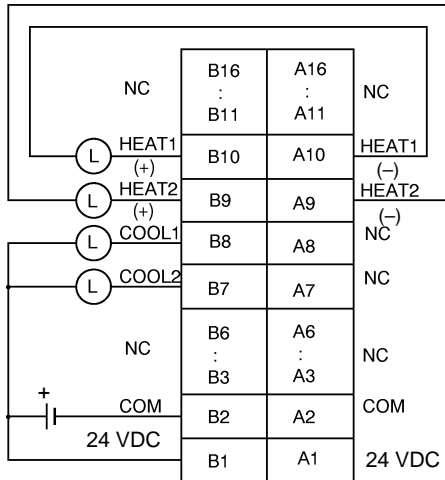 NC B16 A16 NC
: :
B11 A11
L HEAT1 B10 A10 HEAT1
(+) (–)
L HEAT2 B9 A9 HEAT2
(+) (–)
L COOL1 B8 A8 NC
L COOL2 B7 A7 NC
NC B6 A6 NC
: :
B3 A3
+ COM B2 A2 COM
24 VDC B1 A1 24 VDC